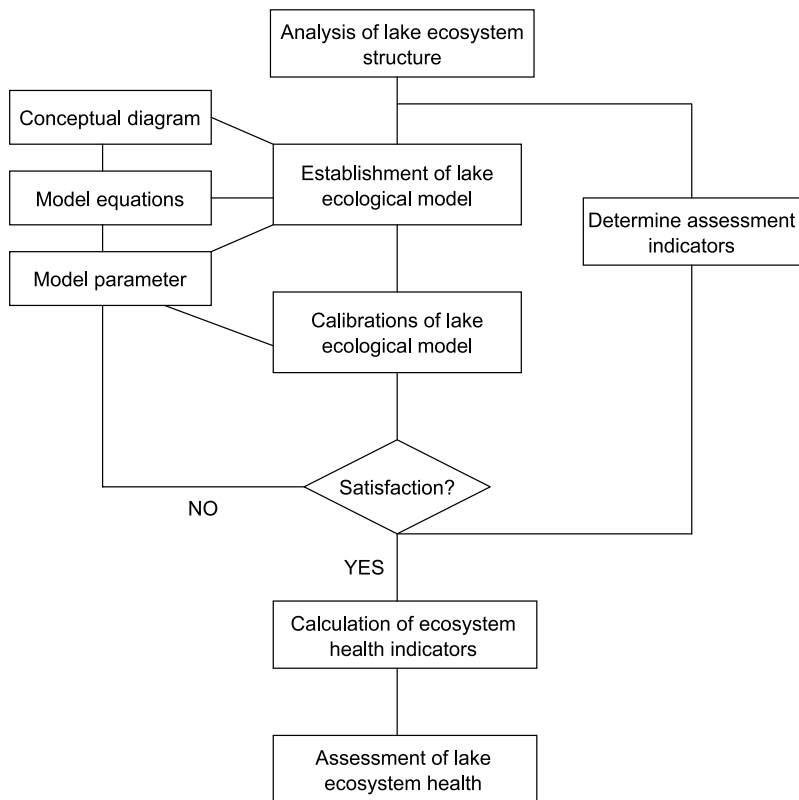 Analysis of lake ecosystem
structure
Conceptual diagram
Establishment of lake
ecological model
Model equations
Determine assessment
indicators
Model parameter
Calibrations of lake
ecological model
Satisfaction?
NO
YES
Calculation of ecosystem
health indicators
Assessment of lake
ecosystem health